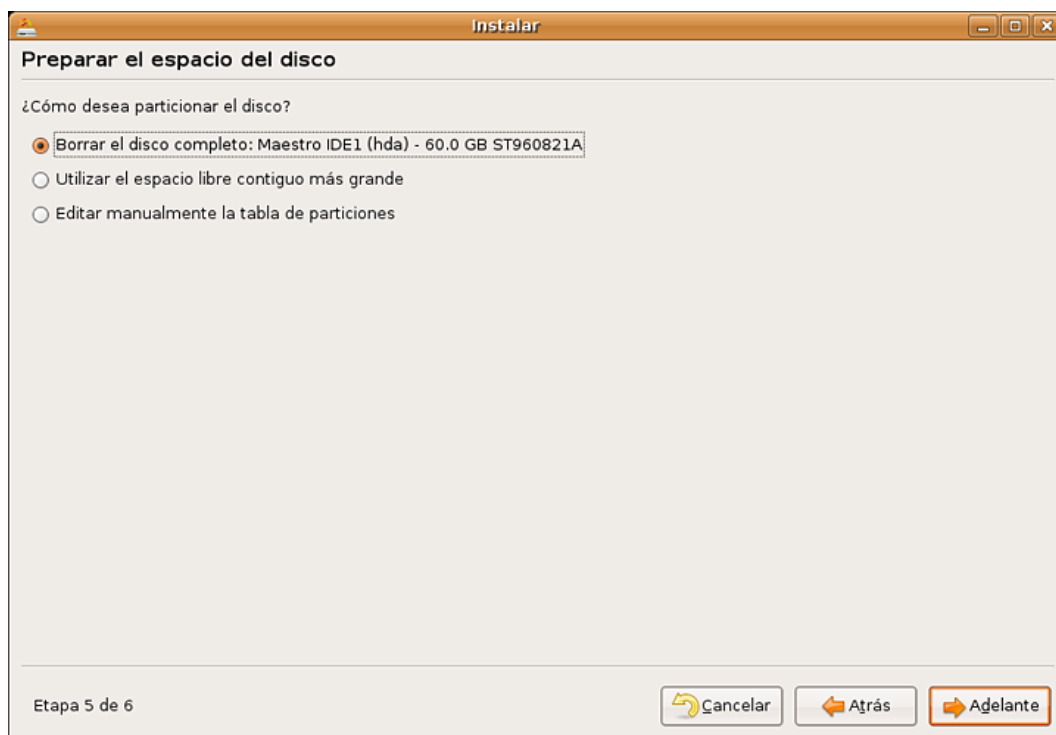 Instalar
Preparar el espacio del disco
¿Cómo desea particionar el disco?
Borrar el disco completo: Maestro IDE1 (hda) - 60.0 GB ST960821A
Utilizar el espacio libre contiguo más grande
Editar manualmente la tabla de particiones
Etapa 5 de 6
Cancelar
Atrás
Adelante